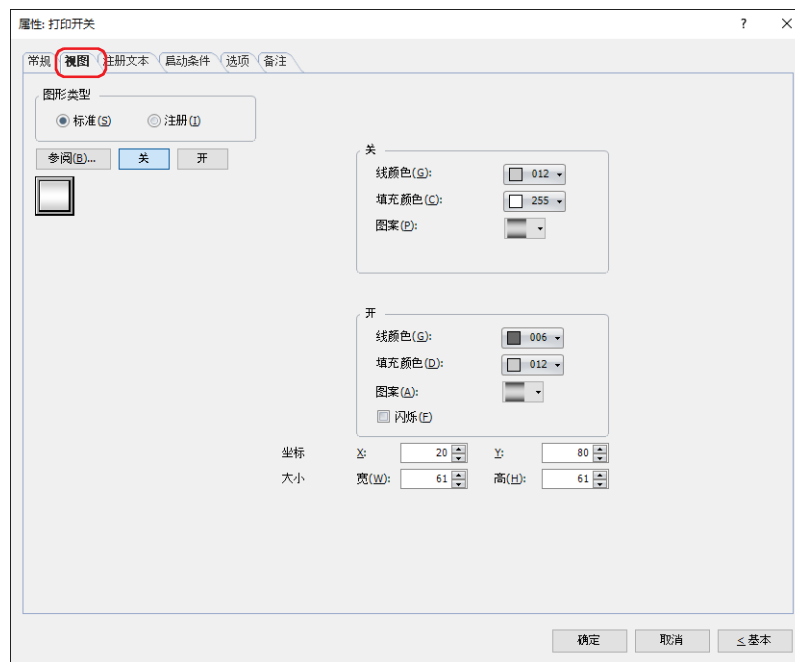 属性: 打印开关 ?
常规 视图 注册文本 启动条件 选项 备注
图形类型
标准(S) 注册(I)
参阅(B)... 关 开
关
线颜色(G): 012
填充颜色(C): 255
图案(P):
开
线颜色(G): 006
填充颜色(D): 012
图案(A):
闪烁(F)
坐标 X: 20 Y: 80
大小 宽(W): 61 高(H): 61
确定 取消 < 基本